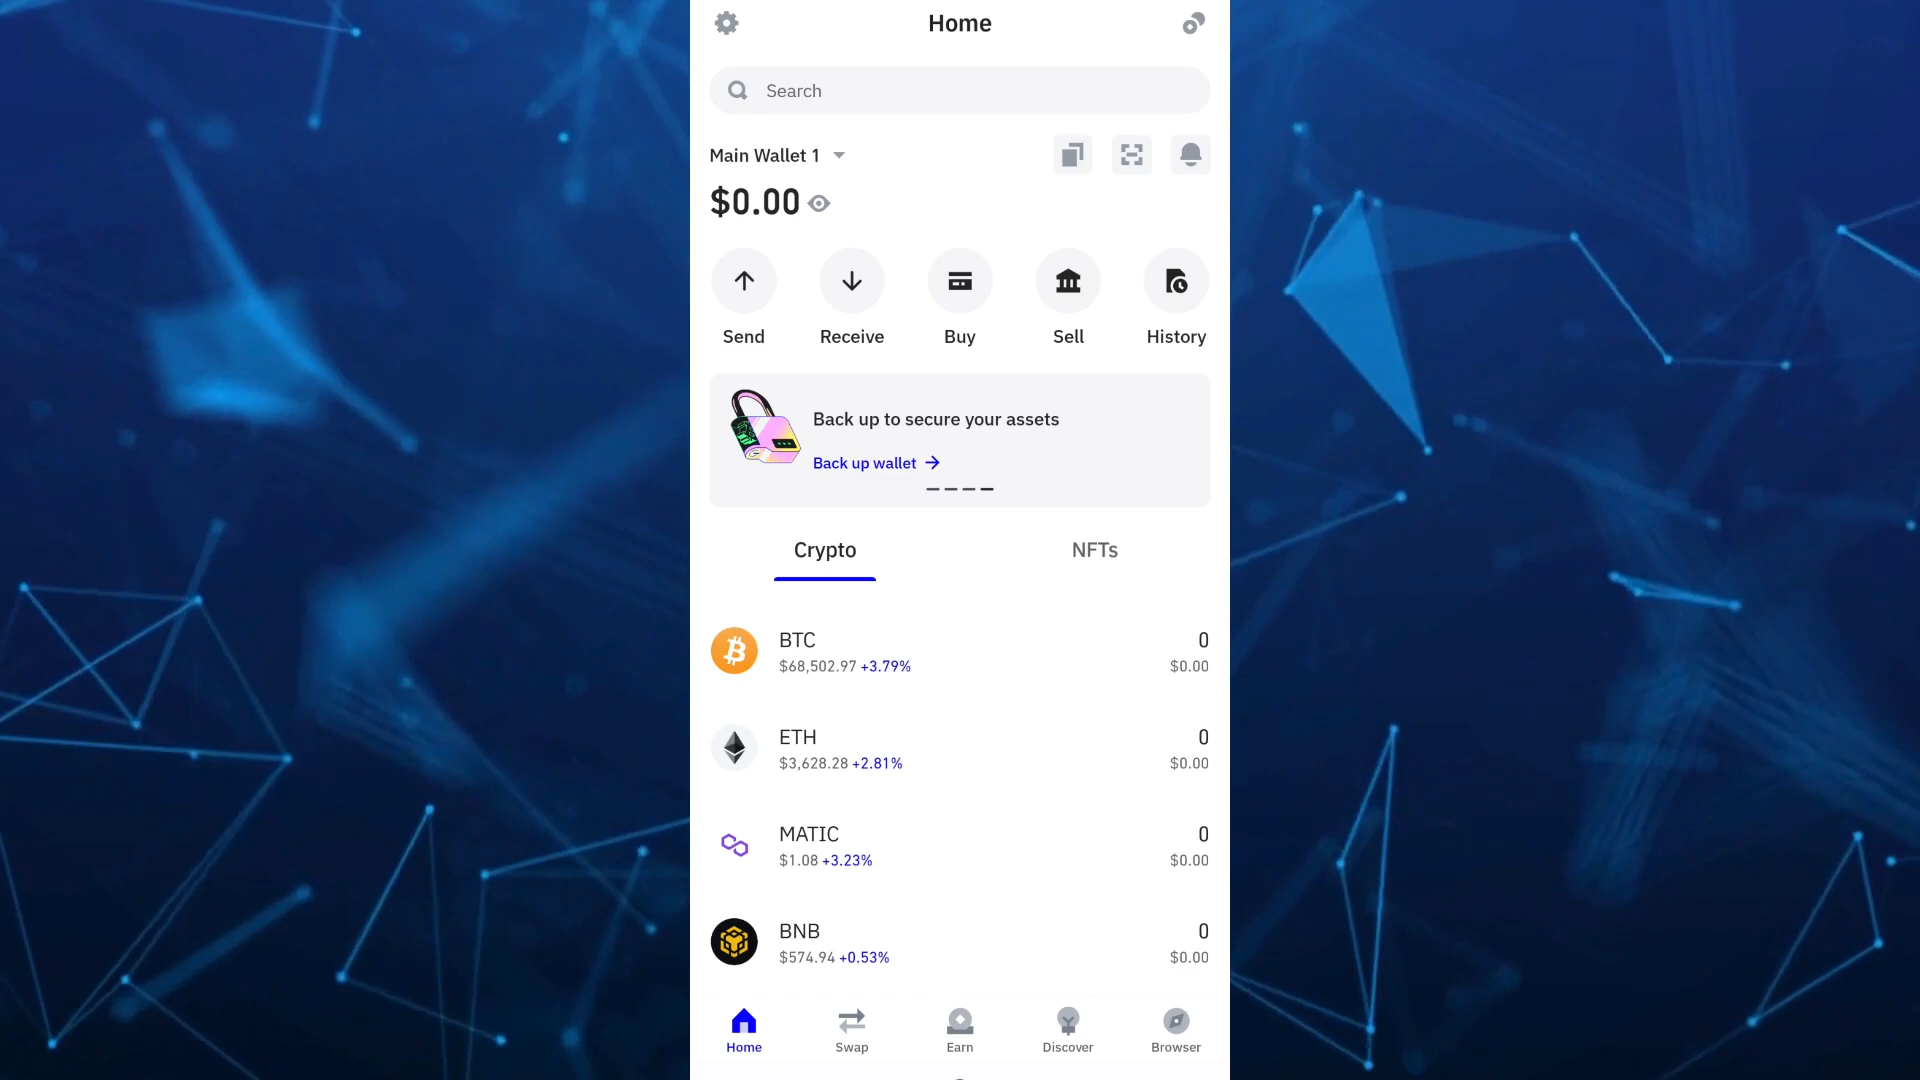 Home
Search
Main Wallet 1
$0.00
Send Receive Buy Sell History
Back up to secure your assets
Back up wallet
Crypto NFTs
BTC 0
$68,502.97 +3.79% $0.00
ETH 0
$3,628.28 +2.81% $0.00
MATIC 0
$1.08 +3.23% $0.00
BNB 0
$574.94 +0.53% $0.00
Home Swap Earn Discover Browser